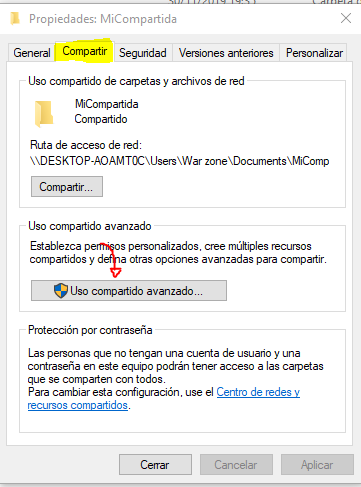 Propiedades: MiCompartida
General
Compartir
Seguridad
Versiones anteriores
Personalizar
Uso compartido de carpetas y archivos de red
MiCompartida
Compartido
Ruta de acceso de red:
\\DESKTOP-AOAMT0C\Users\War zone\Documents\MiComp
Compartir...
Uso compartido avanzado
Establezca permisos personalizados, cree múltiples recursos
compartidos y defina otras opciones avanzadas para compartir.
Uso compartido avanzado...
Protección por contraseña
Las personas que no tengan una cuenta de usuario y una
contraseña en este equipo podrán tener acceso a las carpetas
que se comparten con todos.
Para cambiar esta configuración, use el Centro de redes y
recursos compartidos.
Cerrar
Cancelar
Aplicar